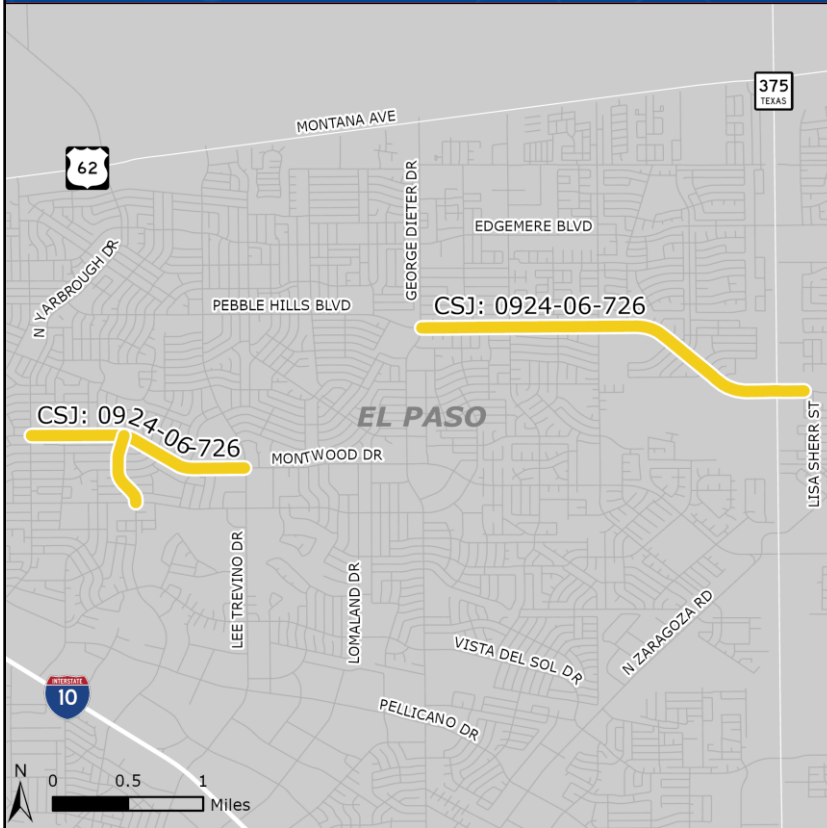 375
TEXAS
MONTANA AVE
62
GEORGE DIETER DR
EDGEMERE BLVD
N YARBROUGH DR
PEBBLE HILLS BLVD
CSJ: 0924-06-726
CSJ: 0924-06-726
EL PASO
MONTWOOD DR
LISA SHERR ST
LEE TREVINO DR
LOMALAND DR
N ZARAGOZA RD
VISTA DEL SOL DR
INTERSTATE
10
PELLICANO DR
N
0 0.5 1
Miles